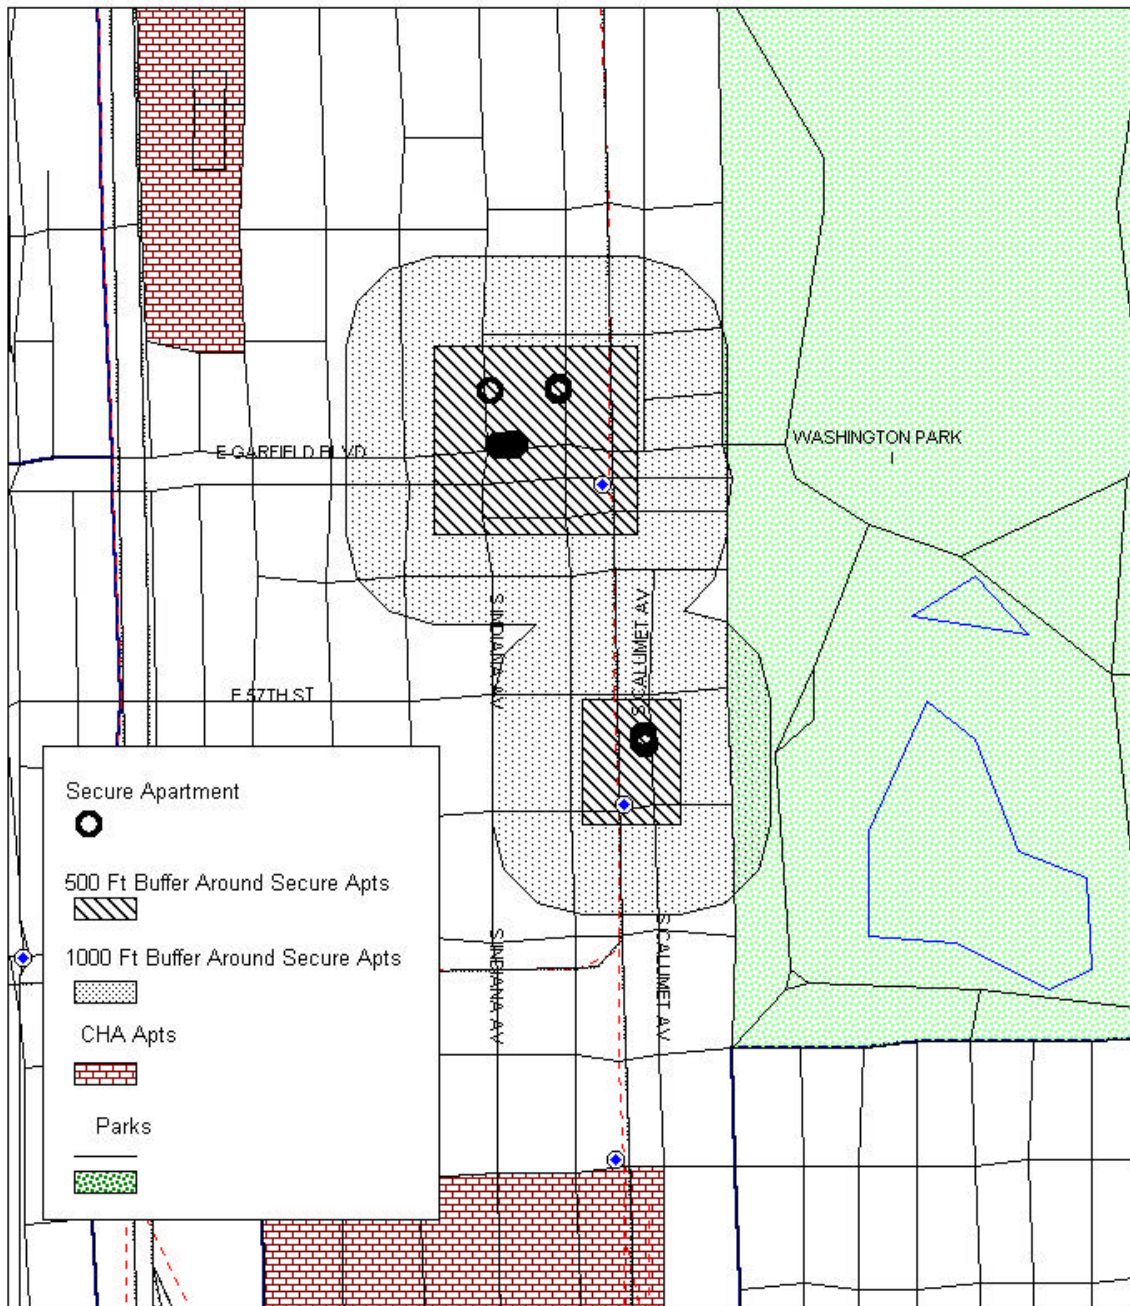 E GARFIELD BLVD
WASHINGTON PARK
S INDIANA AV
S CALUMET AV
E 57TH ST
Secure Apartment
500 Ft Buffer Around Secure Apts
1000 Ft Buffer Around Secure Apts
CHA Apts
Parks
S INDIANA AV
S CALUMET AV